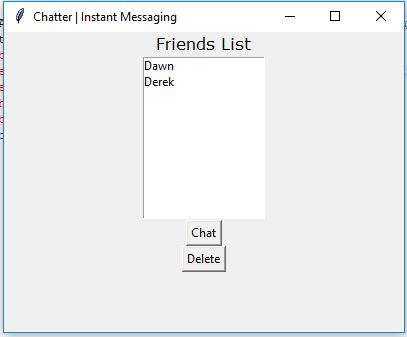 Chatter | Instant Messaging
Friends List
Dawn
Derek
Chat
Delete